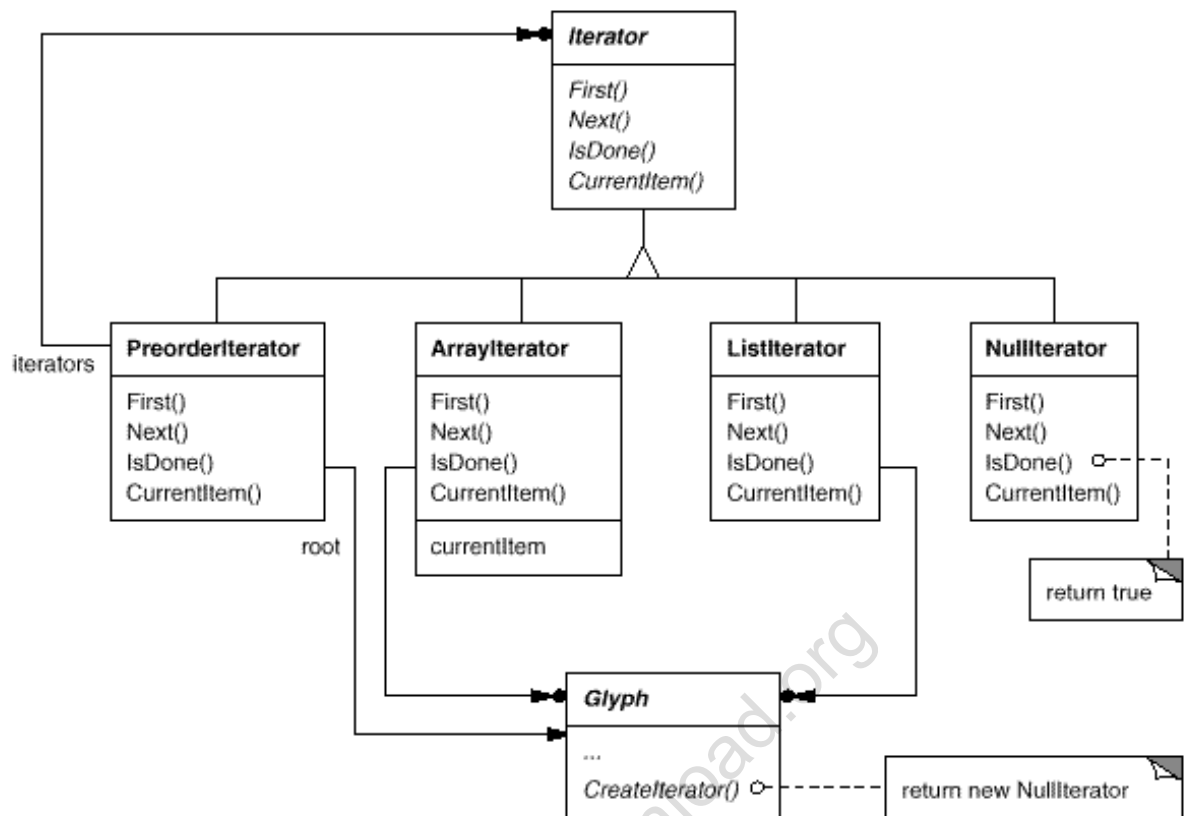 Iterator
First()
Next()
IsDone()
CurrentItem()
iterators
PreorderIterator
First()
Next()
IsDone()
CurrentItem()
root
ArrayIterator
First()
Next()
IsDone()
CurrentItem()
currentItem
ListIterator
First()
Next()
IsDone()
CurrentItem()
NullIterator
First()
Next()
IsDone()
CurrentItem()
return true
Glyph
...
CreateIterator()
return new NullIterator